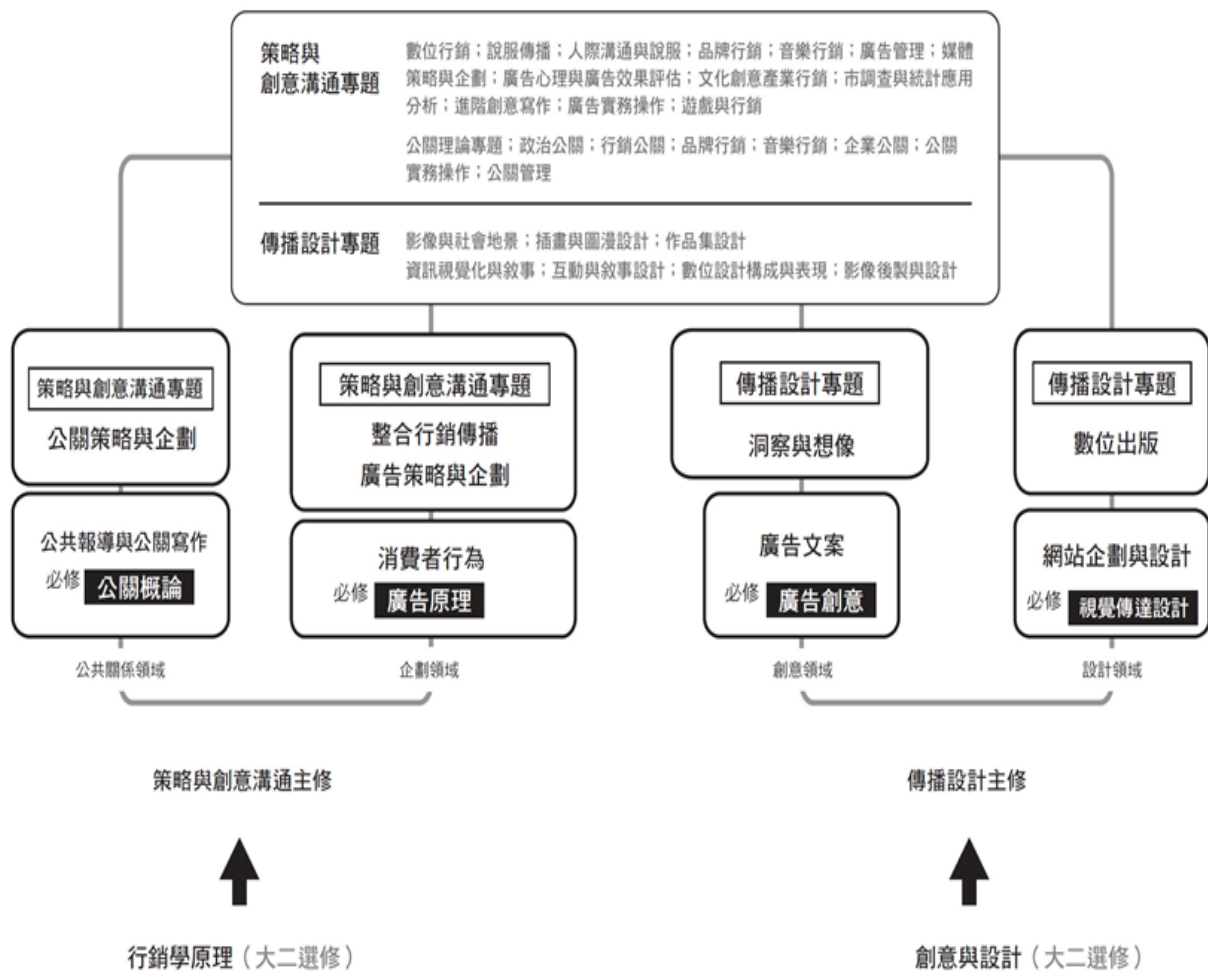 策略與
創意溝通專題
數位行銷；說服傳播；人際溝通與說服；品牌行銷；音樂行銷；廣告管理；媒體
策略與企劃；廣告心理與廣告效果評估；文化創意產業行銷；市調查與統計應用
分析；進階創意寫作；廣告實務操作；遊戲與行銷
公關理論專題；政治公關；行銷公關；品牌行銷；音樂行銷；企業公關；公關
實務操作；公關管理
傳播設計專題
影像與社會地景；插畫與圖漫設計；作品集設計
資訊視覺化與敘事；互動與敘事設計；數位設計構成與表現；影像後製與設計
策略與創意溝通專題
公關策略與企劃
公共報導與公關寫作
必修 公關概論
公共關係領域
策略與創意溝通專題
整合行銷傳播
廣告策略與企劃
消費者行為
必修 廣告原理
企劃領域
傳播設計專題
洞察與想像
廣告文案
必修 廣告創意
創意領域
傳播設計專題
數位出版
網站企劃與設計
必修 視覺傳達設計
設計領域
策略與創意溝通主修
傳播設計主修
行銷學原理（大二選修）
創意與設計（大二選修）